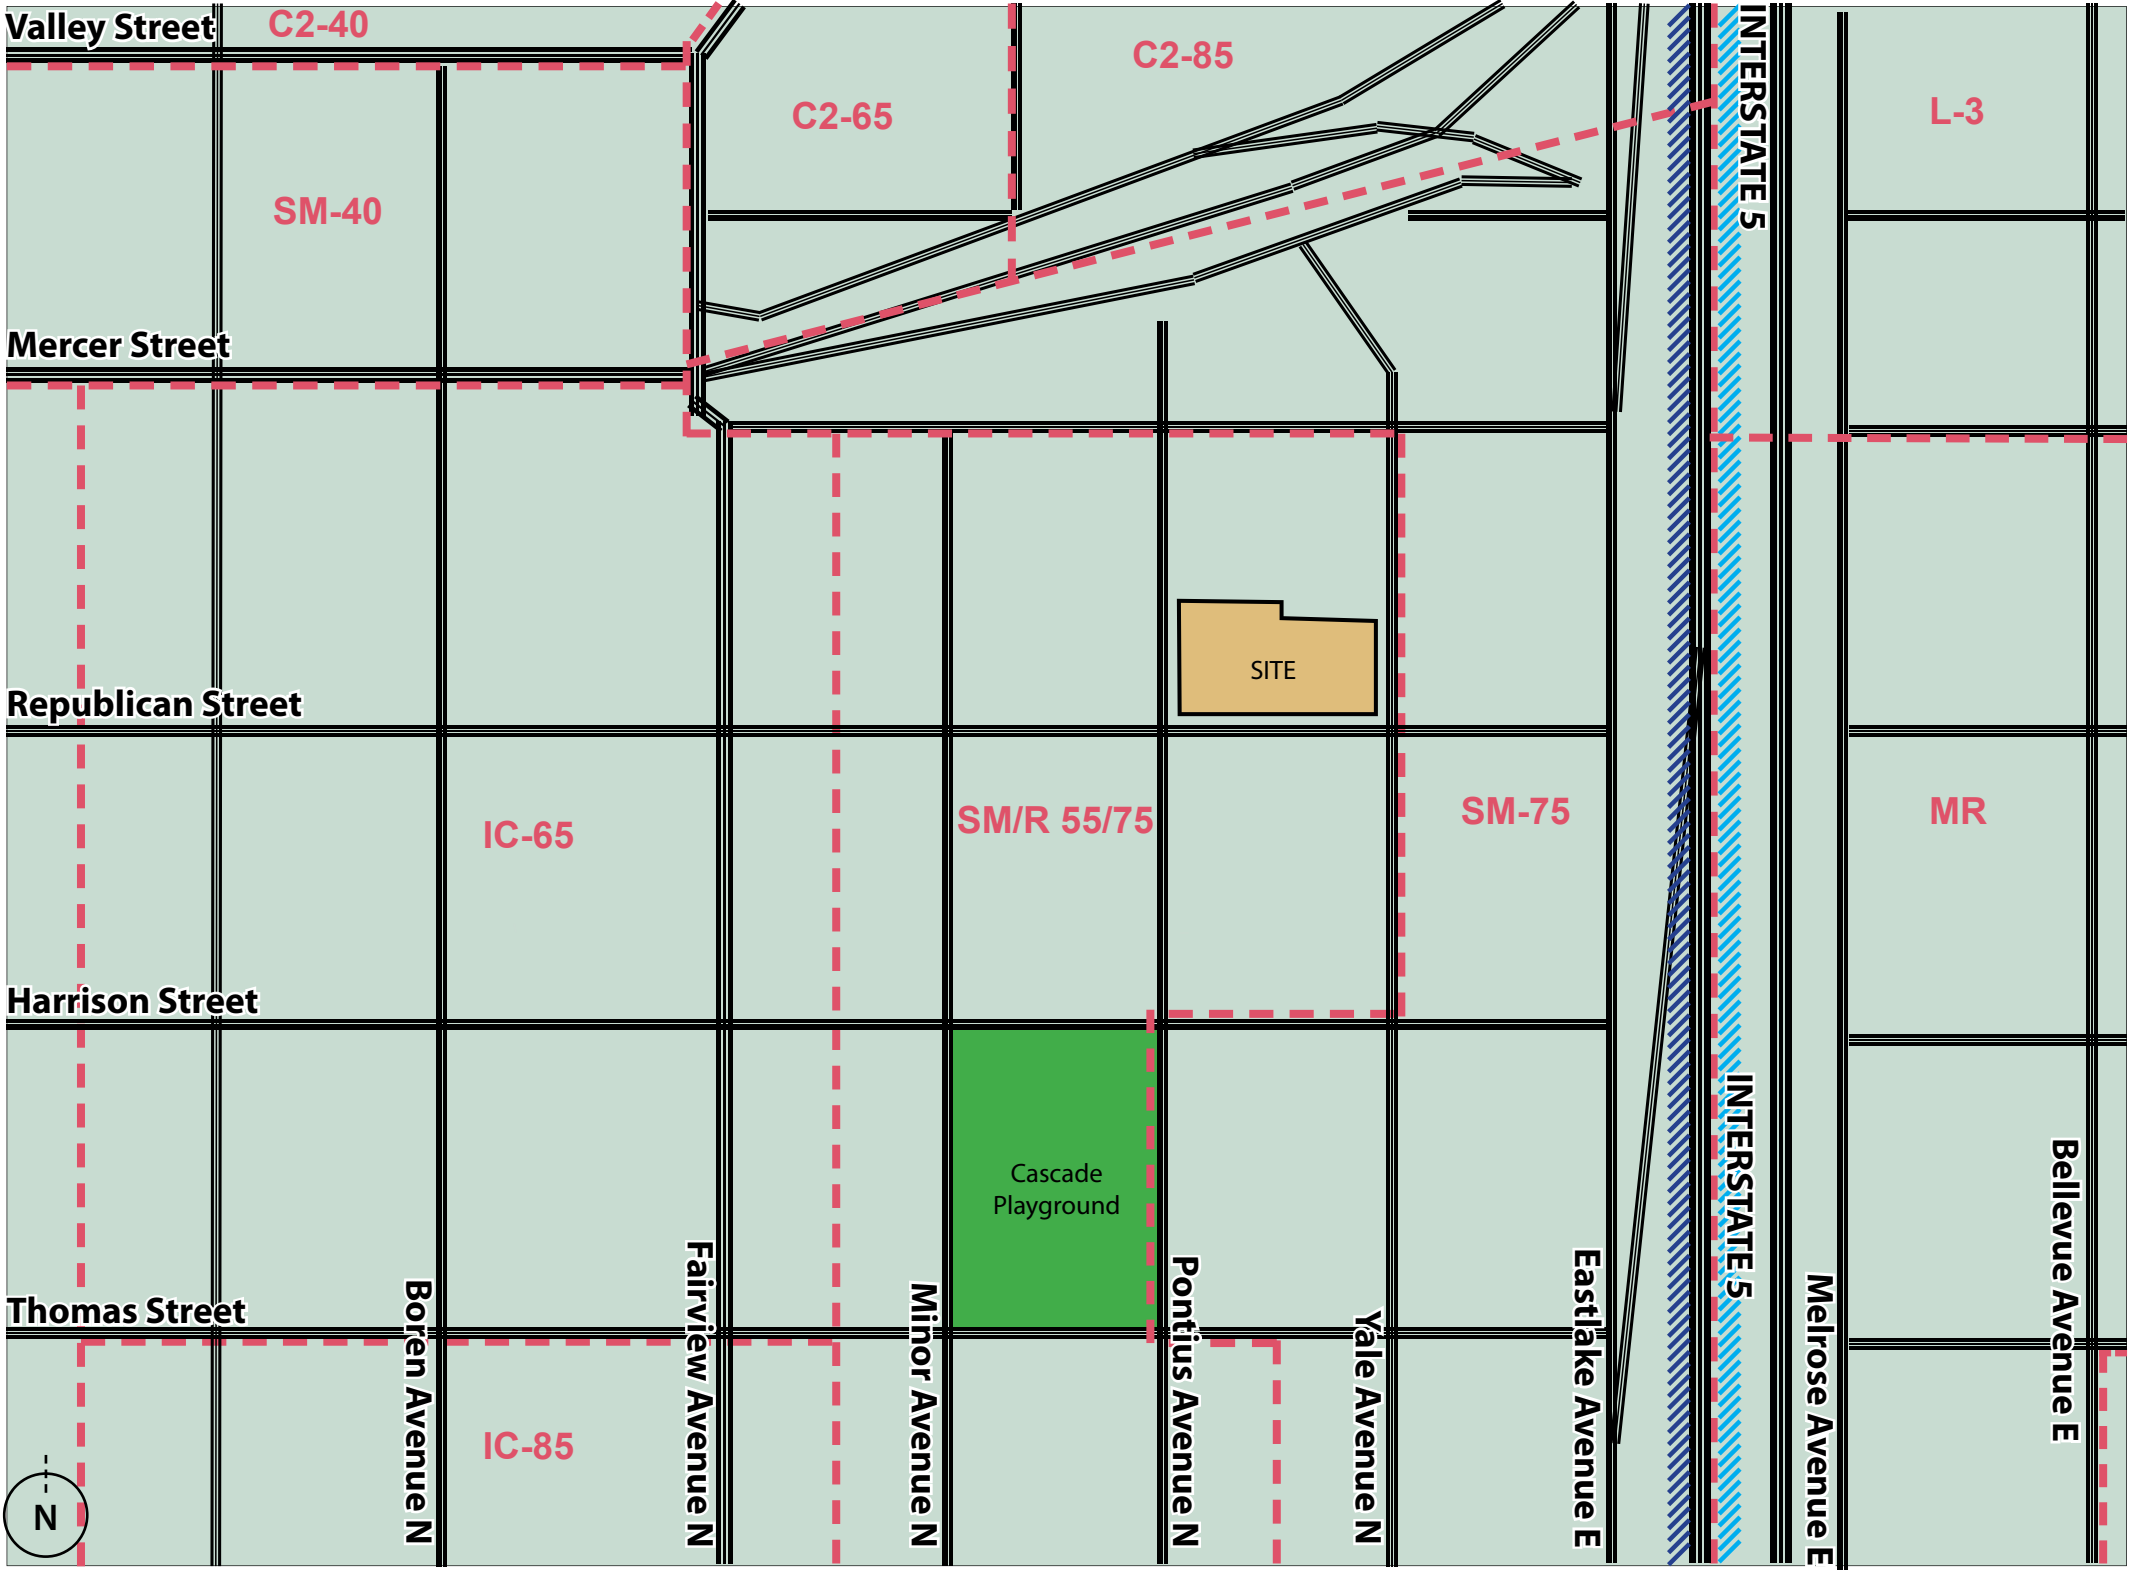 Valley Street
C2-40
C2-65
C2-85
INTERSTATE 5
L-3
SM-40
Mercer Street
SITE
Republican Street
IC-65
SM/R 55/75
SM-75
MR
Harrison Street
Cascade
Playground
Thomas Street
Boren Avenue N
Fairview Avenue N
Minor Avenue N
Pontius Avenue N
Yale Avenue N
Eastlake Avenue E
INTERSTATE 5
Melrose Avenue E
Bellevue Avenue E
IC-85
N